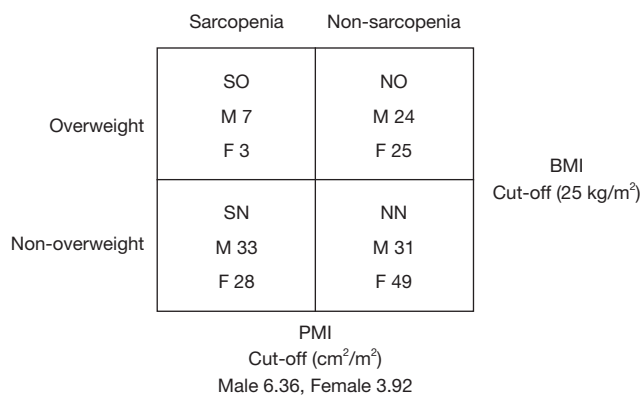 Sarcopenia Non-sarcopenia
Overweight
SO
M 7
F 3
NO
M 24
F 25
BMI
Cut-off (25 kg/m²)
Non-overweight
SN
M 33
F 28
NN
M 31
F 49
PMI
Cut-off (cm²/m²)
Male 6.36, Female 3.92